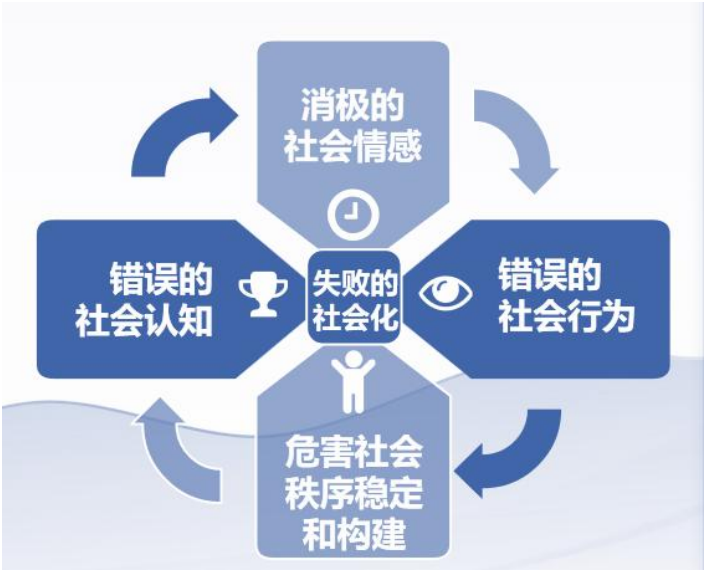 消极的
社会情感
错误的
社会认知
失败的
社会化
错误的
社会行为
危害社会
秩序稳定
和构建